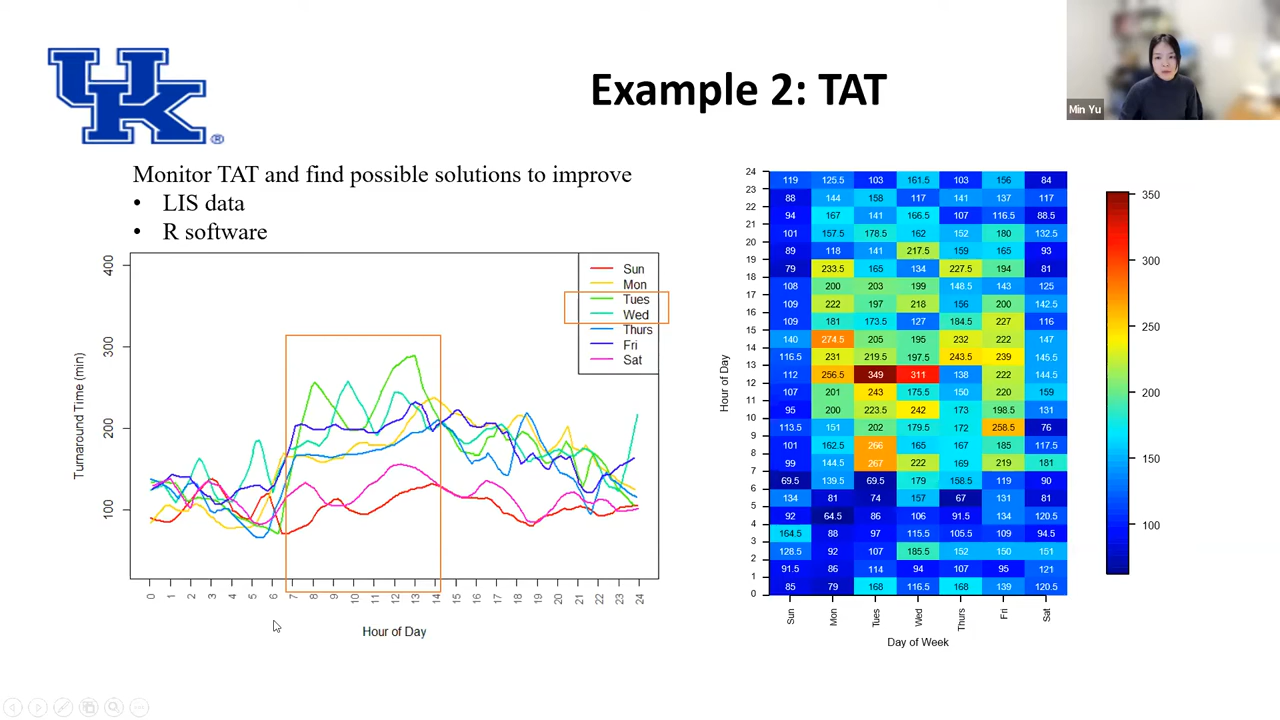 UK
®
Example 2: TAT
Min Yu
Monitor TAT and find possible solutions to improve
• LIS data
• R software
Turnaround Time (min)
400
300
200
100
Sun
Mon
Tues
Wed
Thurs
Fri
Sat
0 1 2 3 4 5 6 7 8 9 10 11 12 13 14 15 16 17 18 19 20 21 22 23 24
Hour of Day
Hour of Day
24
23 119 125.5 103 161.5 103 156 84
22 88 144 158 117 141 137 117
21 94 167 141 166.5 107 116.5 88.5
20 101 157.5 178.5 162 152 180 132.5
19 89 118 141 217.5 159 165 93
18 79 233.5 165 134 227.5 194 81
17 108 200 203 199 148.5 143 125
16 109 222 197 218 156 200 142.5
15 109 181 173.5 127 184.5 227 116
14 140 274.5 205 195 232 222 147
13 116.5 231 219.5 197.5 243.5 239 145.5
12 112 256.5 349 311 138 222 144.5
11 107 201 243 175.5 150 220 159
10 95 200 223.5 242 173 198.5 131
9 113.5 151 202 179.5 172 258.5 76
8 101 162.5 266 165 167 185 117.5
7 99 144.5 267 222 169 219 181
6 69.5 139.5 69.5 179 158.5 119 90
5 134 81 74 157 67 131 81
4 92 64.5 86 106 91.5 134 120.5
3 164.5 88 97 115.5 105.5 109 94.5
2 128.5 92 107 185.5 152 150 151
1 91.5 86 114 94 107 95 121
0 85 79 168 116.5 168 139 120.5
Sun Mon Tues Wed Thurs Fri Sat
Day of Week
350
300
250
200
150
100